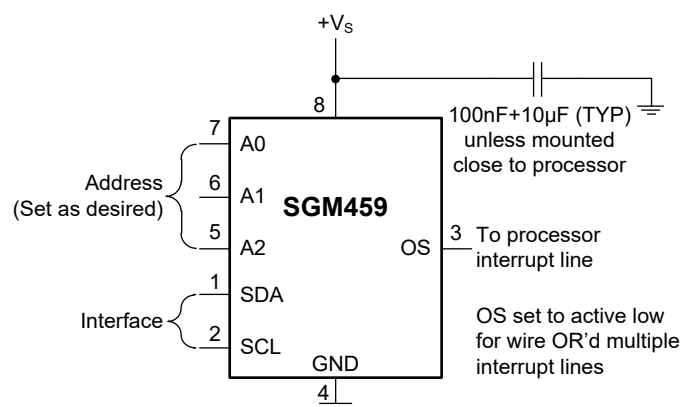 +VS
8
100nF+10µF (TYP)
unless mounted
close to processor
7
A0
Address
(Set as desired)
6
A1
SGM459
5
A2
OS
3
To processor
interrupt line
1
SDA
Interface
2
SCL
OS set to active low
for wire OR’d multiple
interrupt lines
GND
4